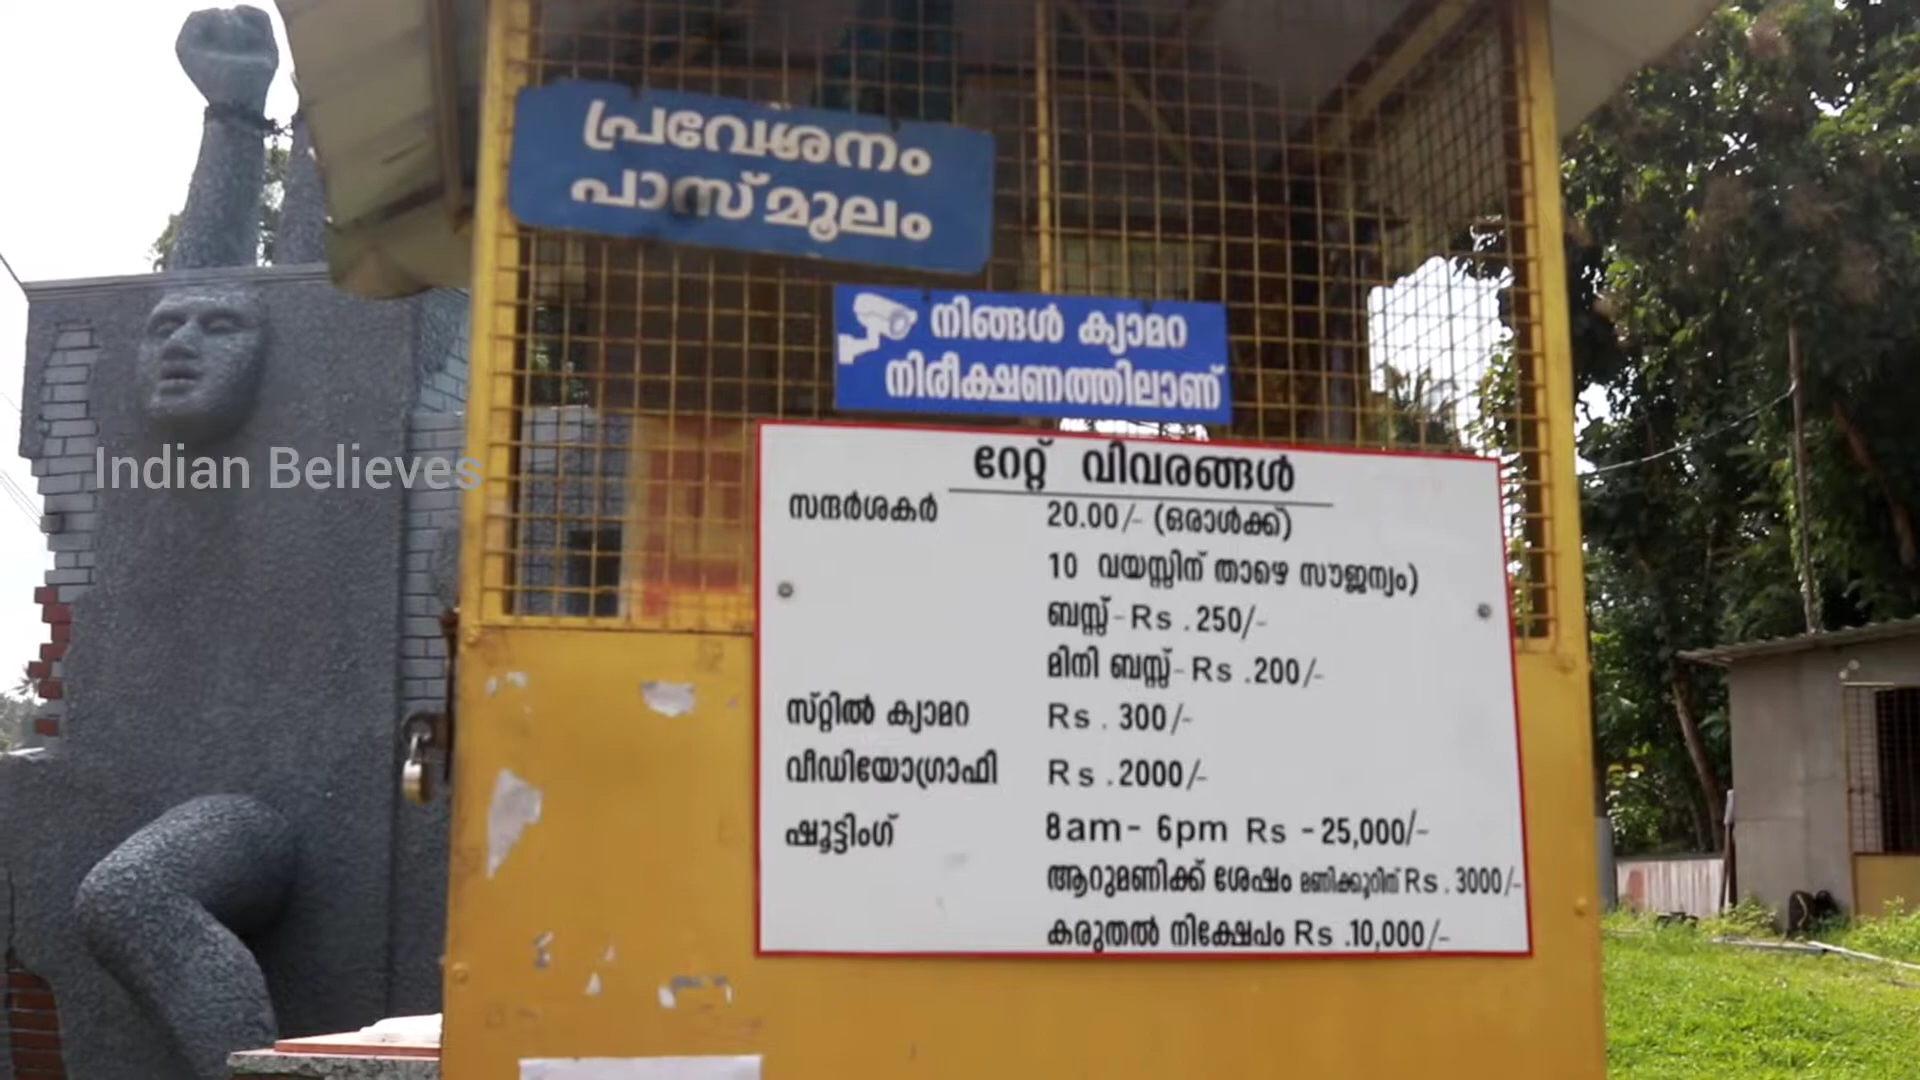 പ്രവേശനം
പാസ് മൂലം
നിങ്ങൾ ക്യാമറ
നിരീക്ഷണത്തിലാണ്
Indian Believes
റേറ്റ് വിവരങ്ങൾ
സന്ദർശകർ 20.00/- (ഒരാൾക്ക്)
10 വയസ്സിന് താഴെ സൗജന്യം)
ബസ്സ്-Rs .250/-
മിനി ബസ്സ്-Rs .200/-
സ്റ്റിൽ ക്യാമറ Rs . 300/-
വീഡിയോഗ്രാഫി Rs .2000/-
ഷൂട്ടിംഗ് 8am- 6pm Rs -25,000/-
ആറുമണിക്ക് ശേഷം മണിക്കൂറിന് Rs . 3000/-
കരുതൽ നിക്ഷേപം Rs .10,000/-